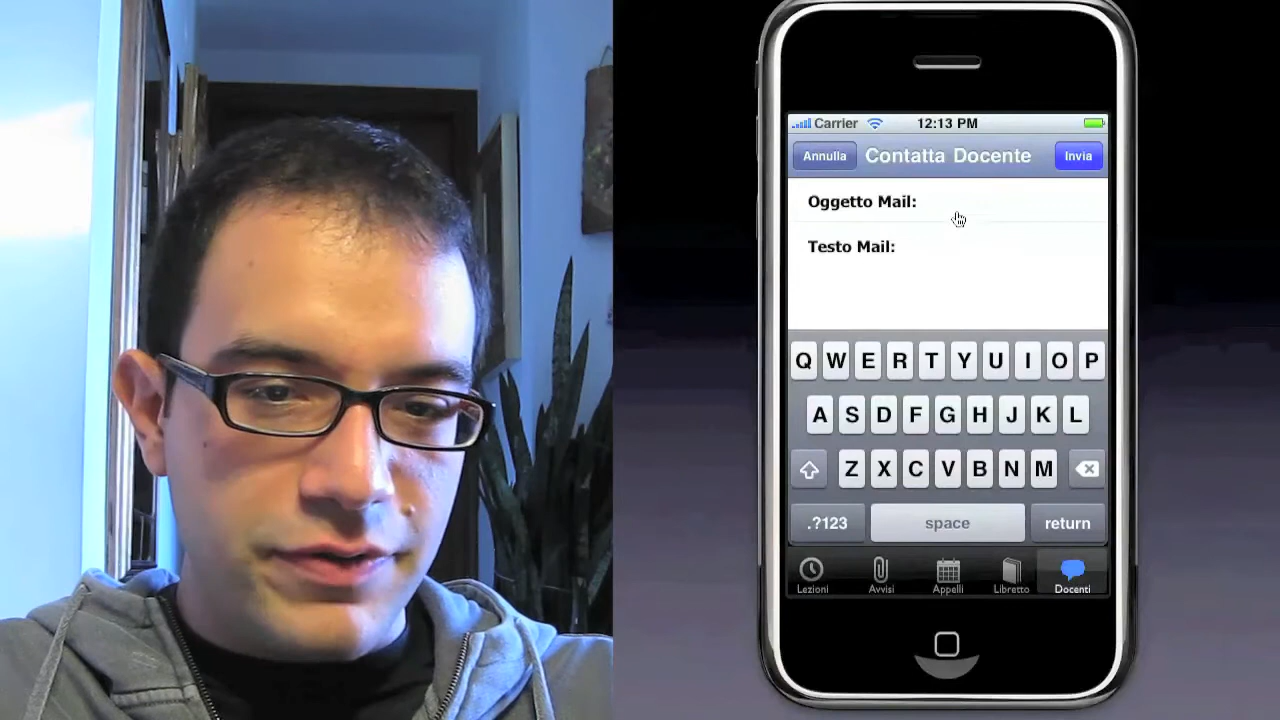 Carrier 12:13 PM
Annulla Contatta Docente Invia
Oggetto Mail:
Testo Mail:
Q W E R T Y U I O P
A S D F G H J K L
Z X C V B N M
.?123 space return
Lezioni Avvisi Appelli Libretto Docenti